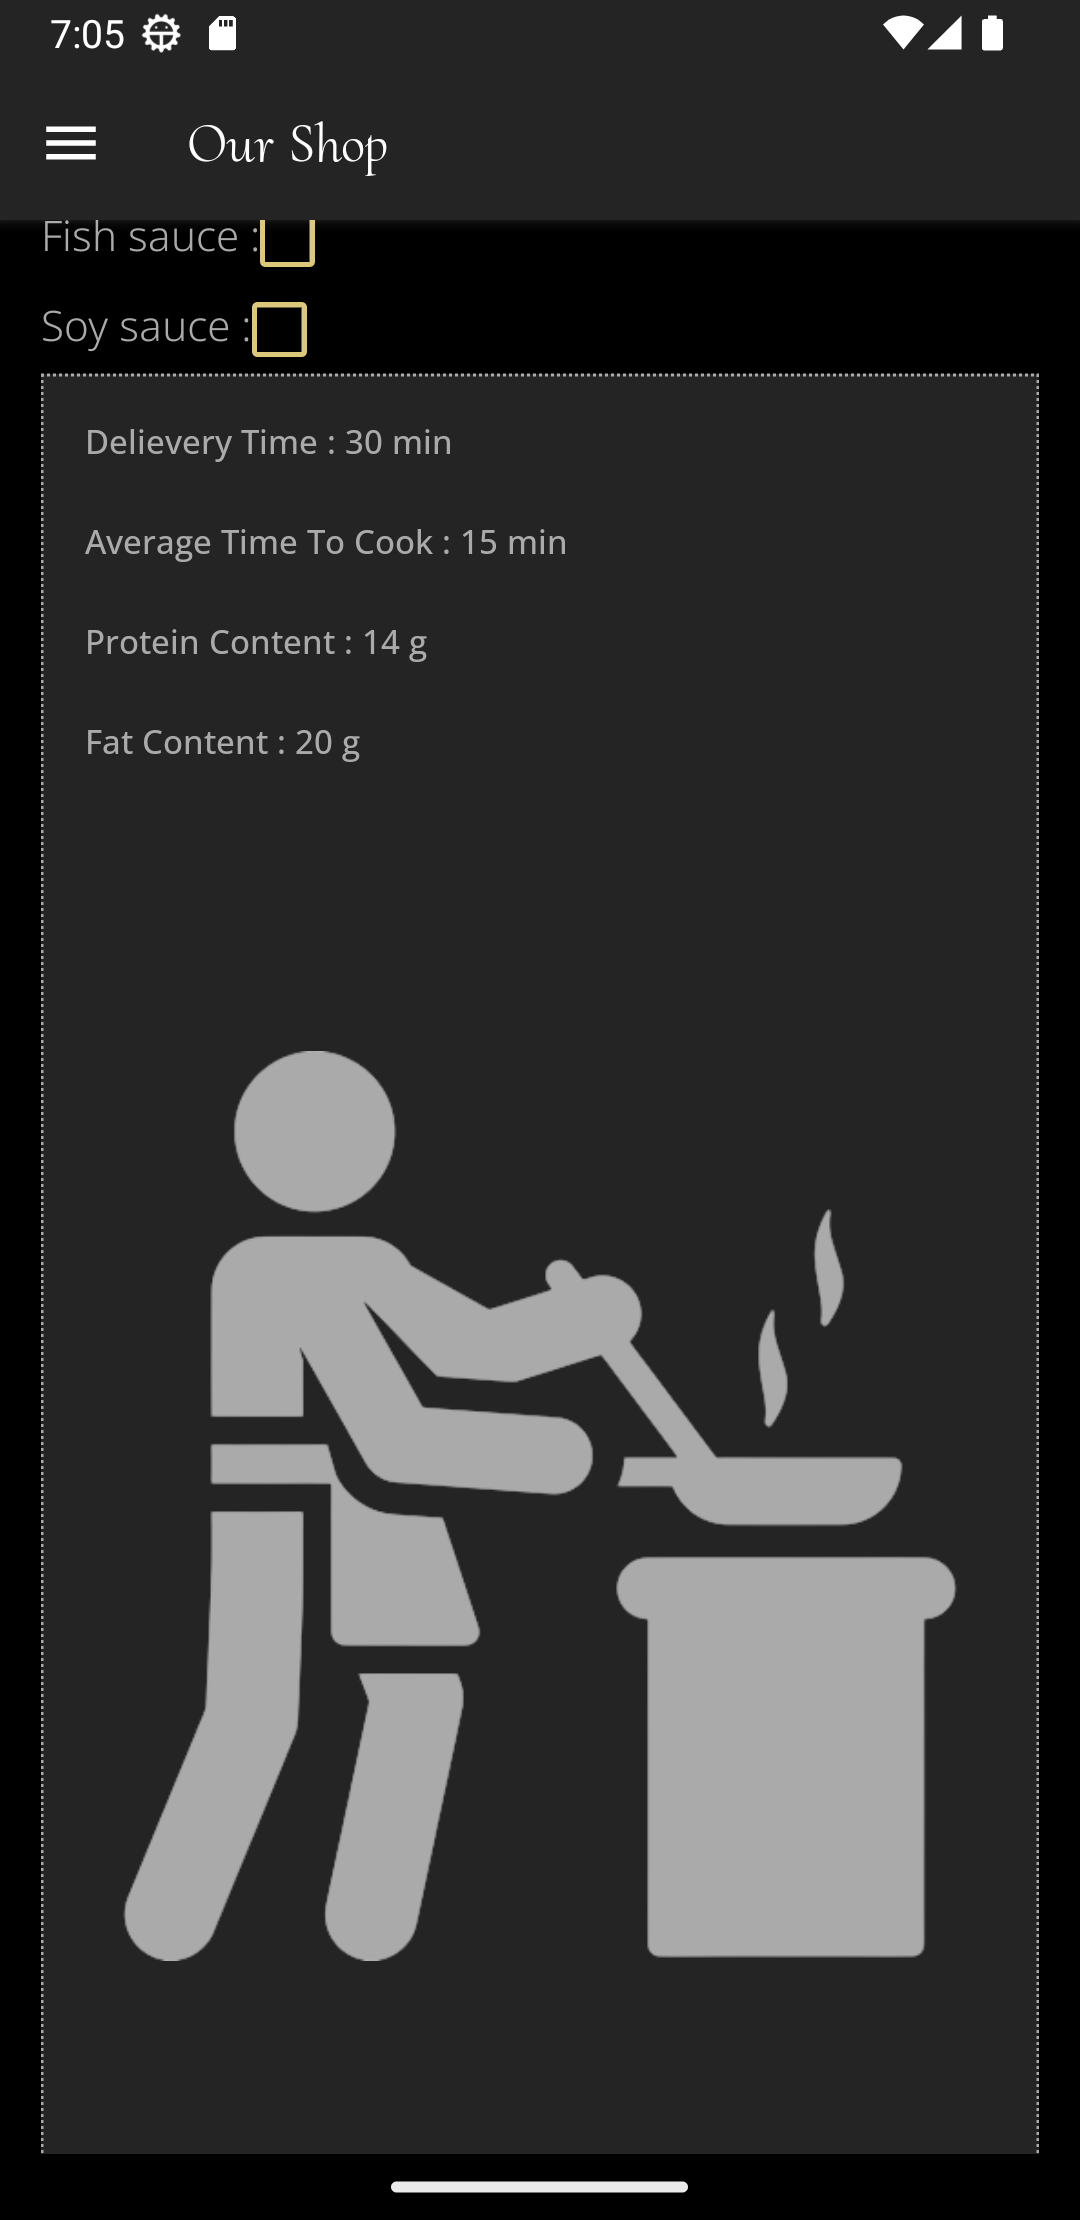 7:05
Our Shop
Fish sauce :
Soy sauce :
Delievery Time : 30 min
Average Time To Cook : 15 min
Protein Content : 14 g
Fat Content : 20 g